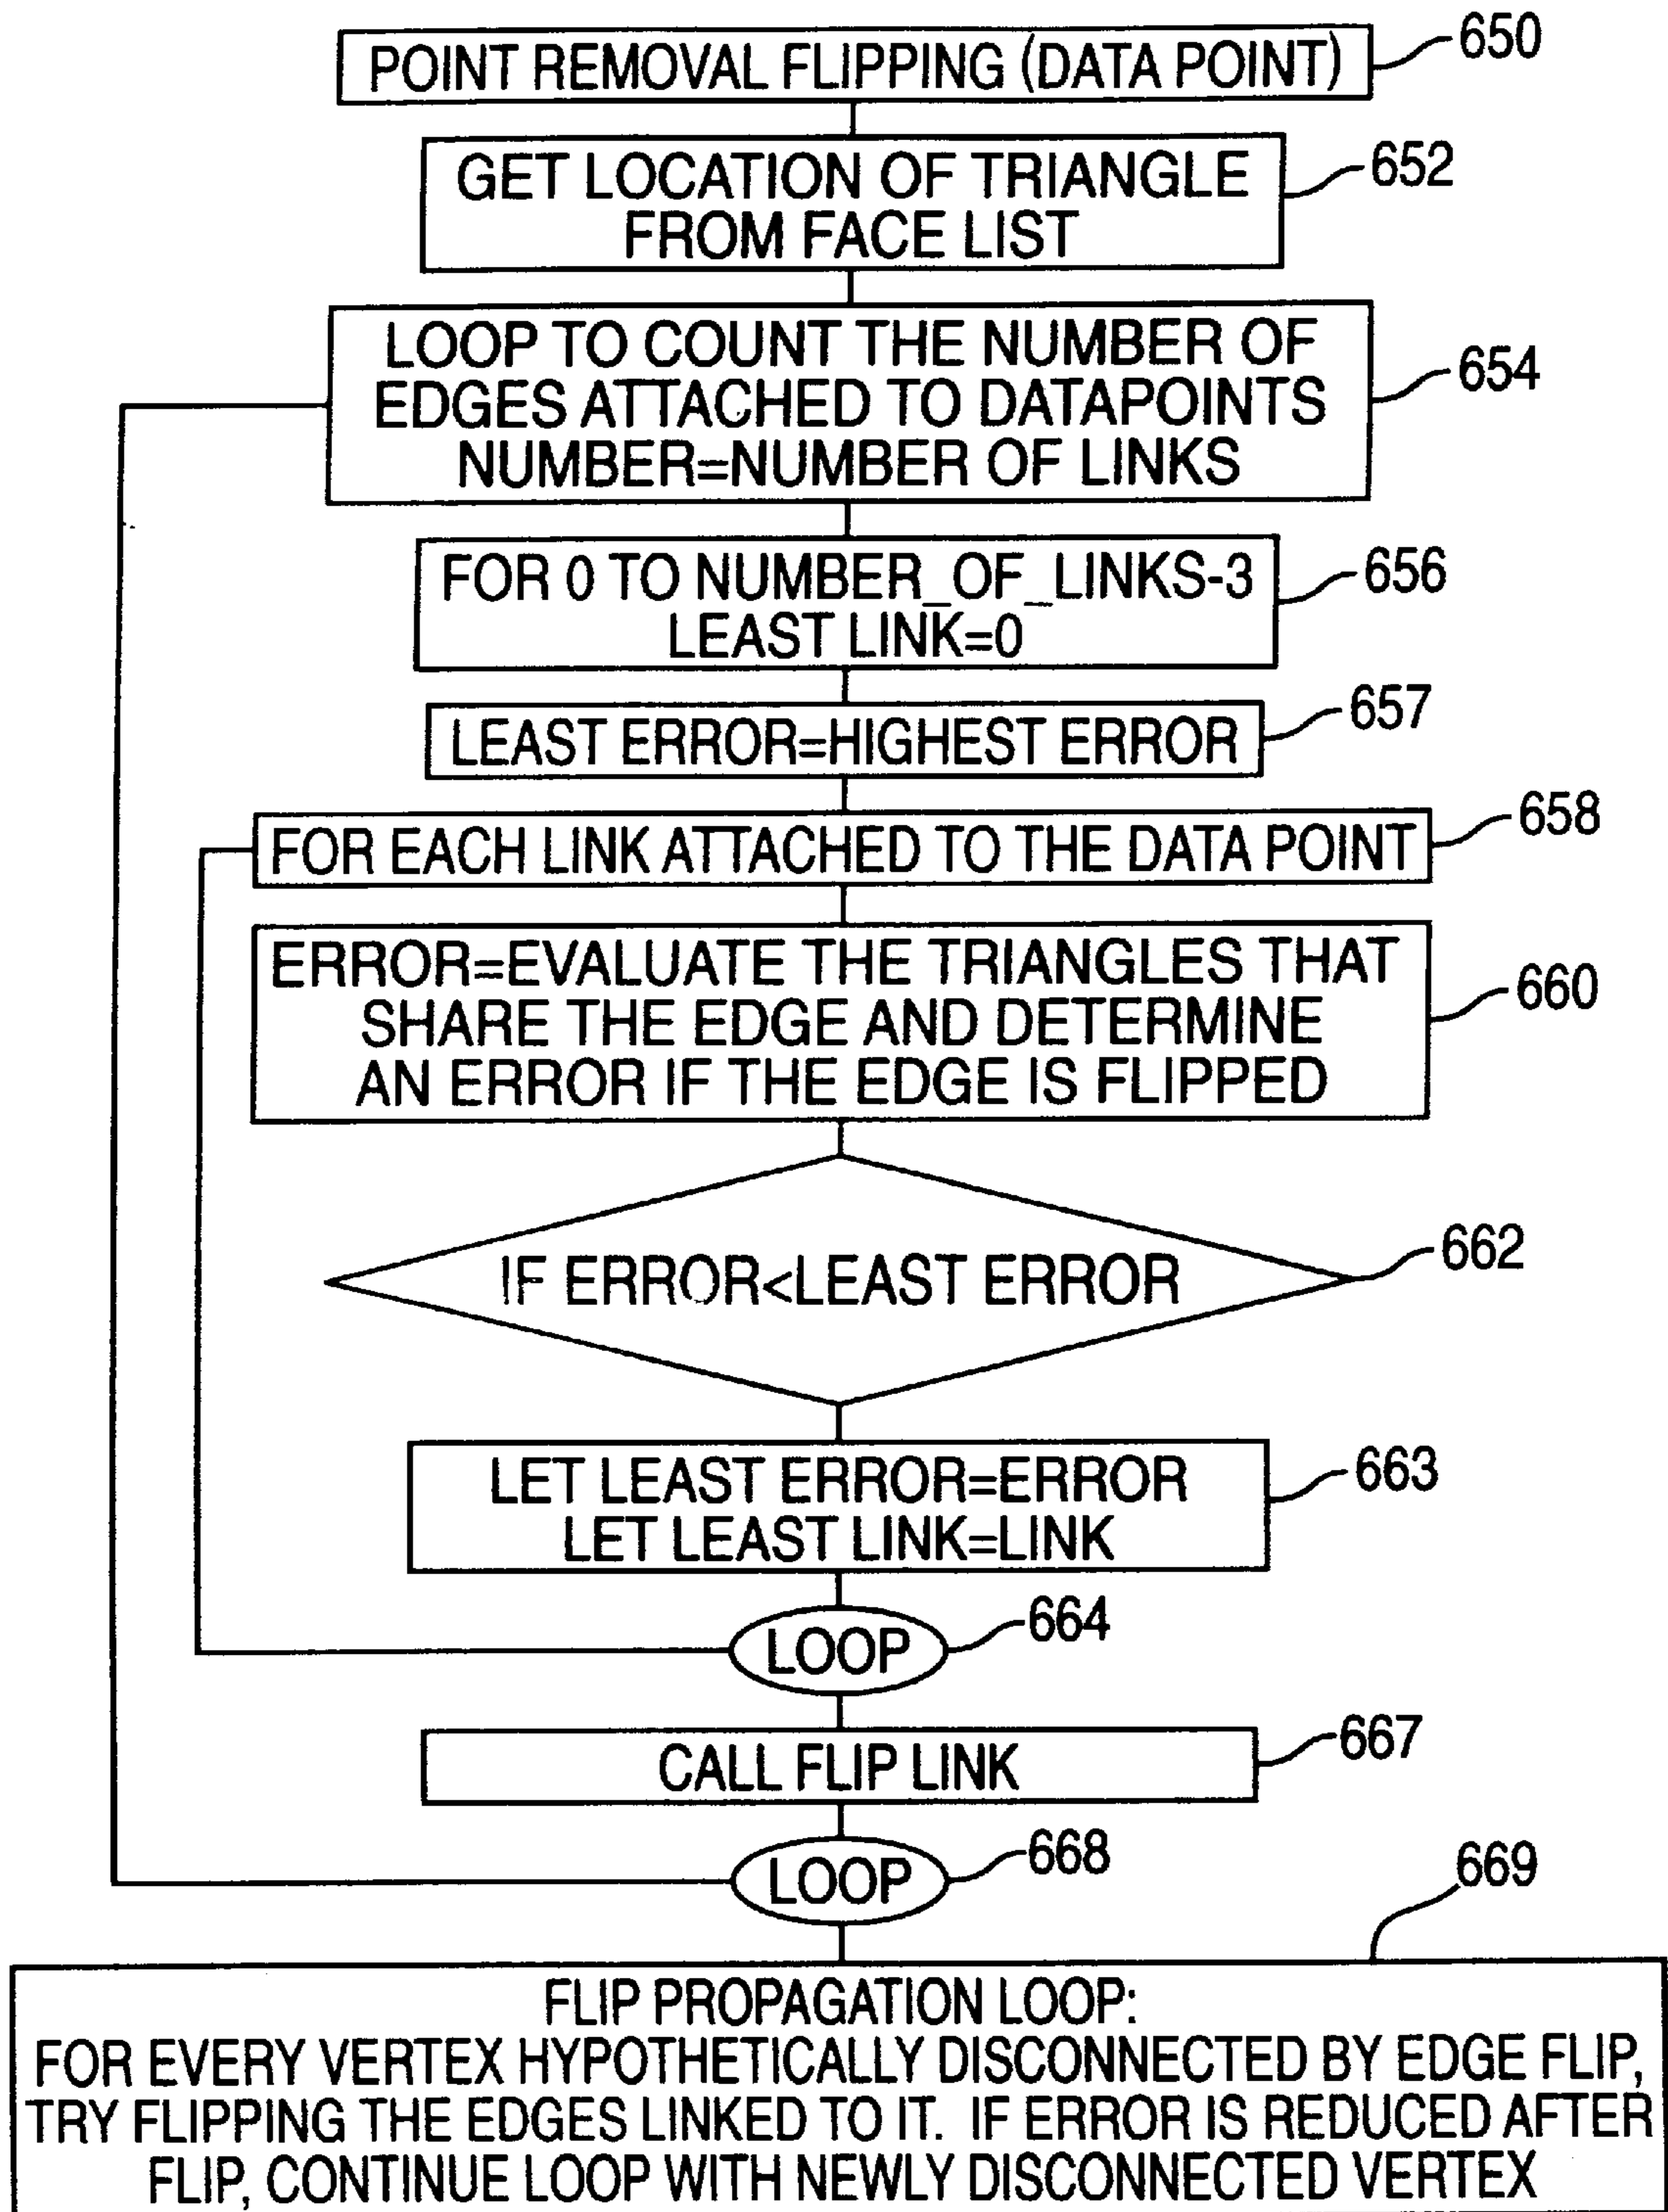 POINT REMOVAL FLIPPING (DATA POINT)
650
GET LOCATION OF TRIANGLE
FROM FACE LIST
652
LOOP TO COUNT THE NUMBER OF
EDGES ATTACHED TO DATAPOINTS
NUMBER=NUMBER OF LINKS
654
FOR 0 TO NUMBER_OF_LINKS-3
LEAST LINK=0
656
LEAST ERROR=HIGHEST ERROR
657
FOR EACH LINK ATTACHED TO THE DATA POINT
658
ERROR=EVALUATE THE TRIANGLES THAT
SHARE THE EDGE AND DETERMINE
AN ERROR IF THE EDGE IS FLIPPED
660
IF ERROR<LEAST ERROR
662
LET LEAST ERROR=ERROR
LET LEAST LINK=LINK
663
LOOP
664
CALL FLIP LINK
667
LOOP
668
669
FLIP PROPAGATION LOOP:
FOR EVERY VERTEX HYPOTHETICALLY DISCONNECTED BY EDGE FLIP,
TRY FLIPPING THE EDGES LINKED TO IT. IF ERROR IS REDUCED AFTER
FLIP, CONTINUE LOOP WITH NEWLY DISCONNECTED VERTEX